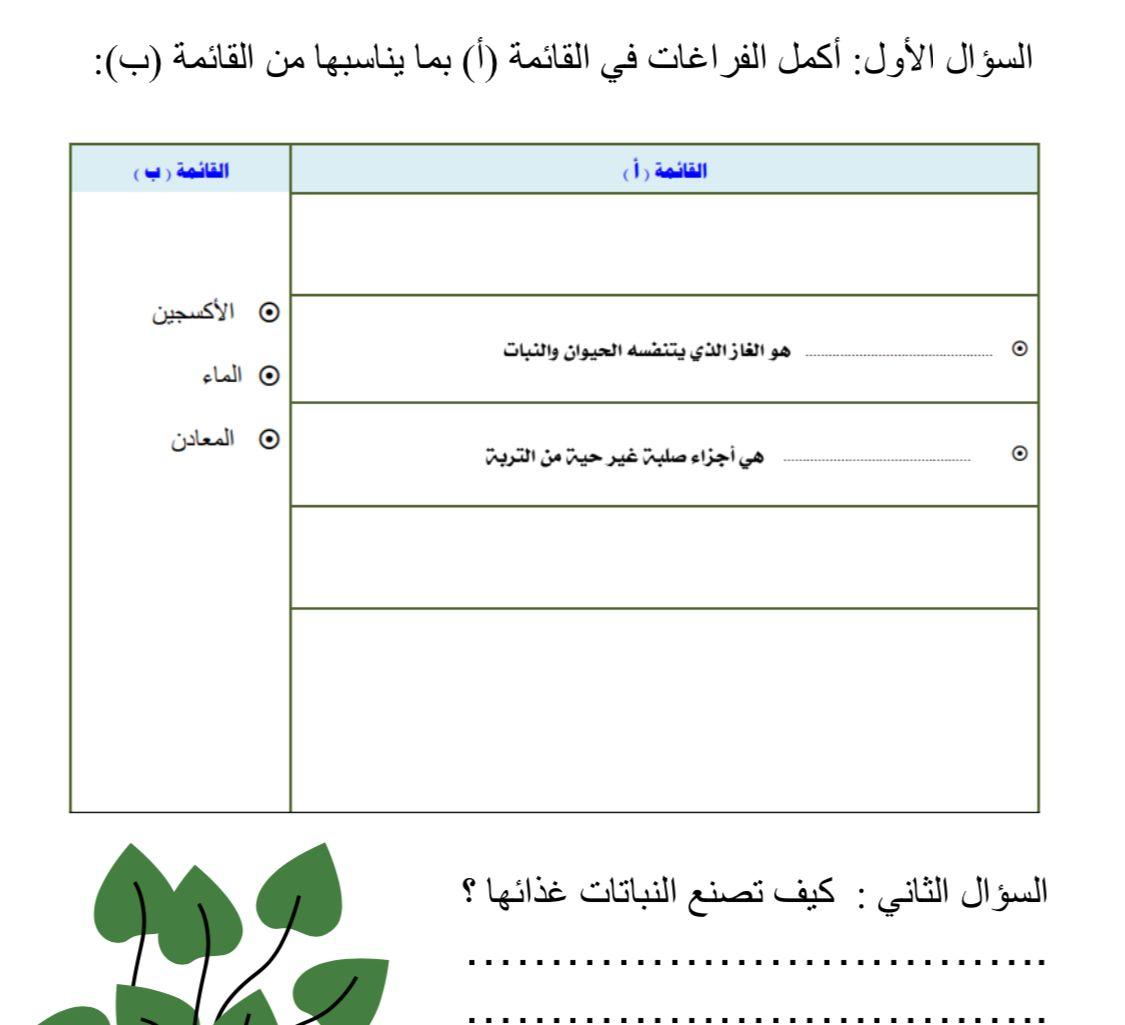 السؤال الأول: أكمل الفراغات في القائمة (أ) بما يناسبها من القائمة (ب):
القائمة (أ)
القائمة (ب)
⦿ .................... هو الغاز الذي يتنفسه الحيوان والنبات
⦿ .................... هي أجزاء صلبة غير حية من التربة
⦿ الأكسجين
⦿ الماء
⦿ المعادن
السؤال الثاني : كيف تصنع النباتات غذائها ؟
....................................
....................................